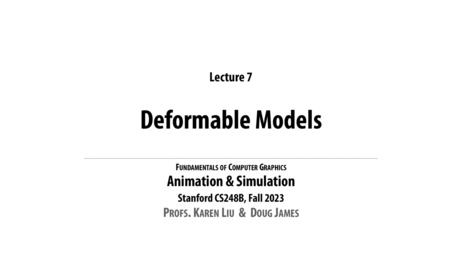 Lecture 7
Deformable Models
FUNDAMENTALS OF COMPUTER GRAPHICS
Animation & Simulation
Stanford CS248B, Fall 2023
PROFS. KAREN LIU & DOUG JAMES